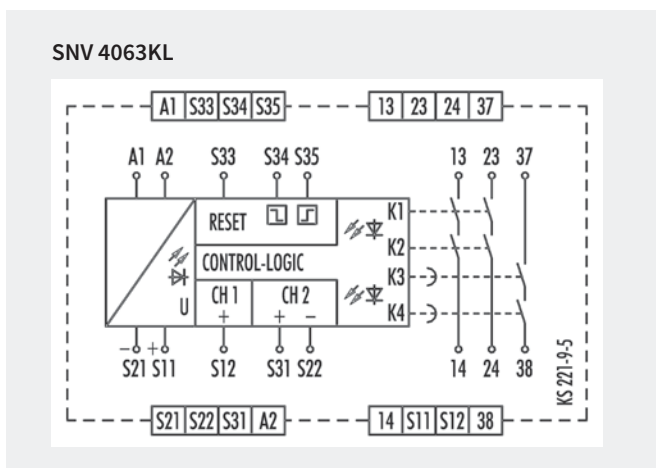 SNV 4063KL
A1 S33 S34 S35 13 23 24 37
A1 A2 S33 S34 S35 13 23 37
RESET
K1
K2
CONTROL-LOGIC
K3
CH 1 CH 2
U + + − K4
− + 
S21 S11 S12 S31 S22 14 24 38
KS 221-9-5
S21 S22 S31 A2 14 S11 S12 38